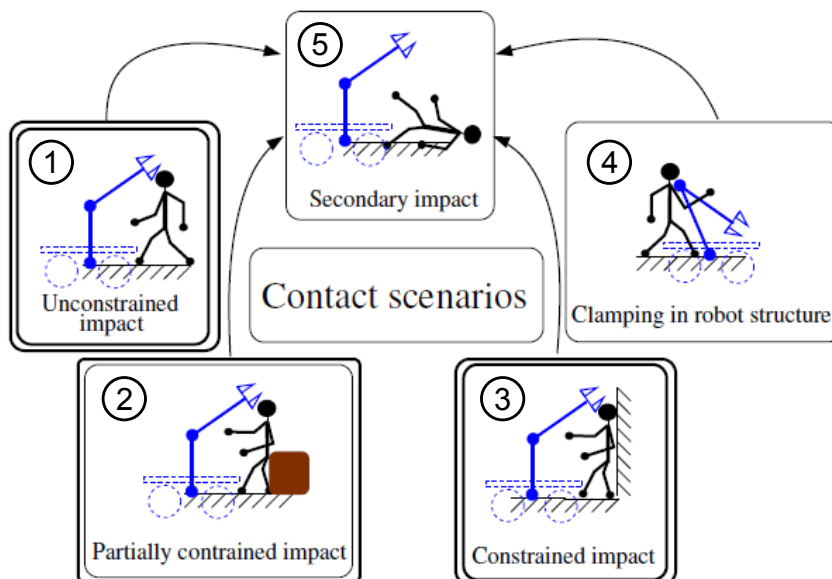 5
Secondary impact
1
Unconstrained
impact
4
Clamping in robot structure
Contact scenarios
2
Partially contrained impact
3
Constrained impact